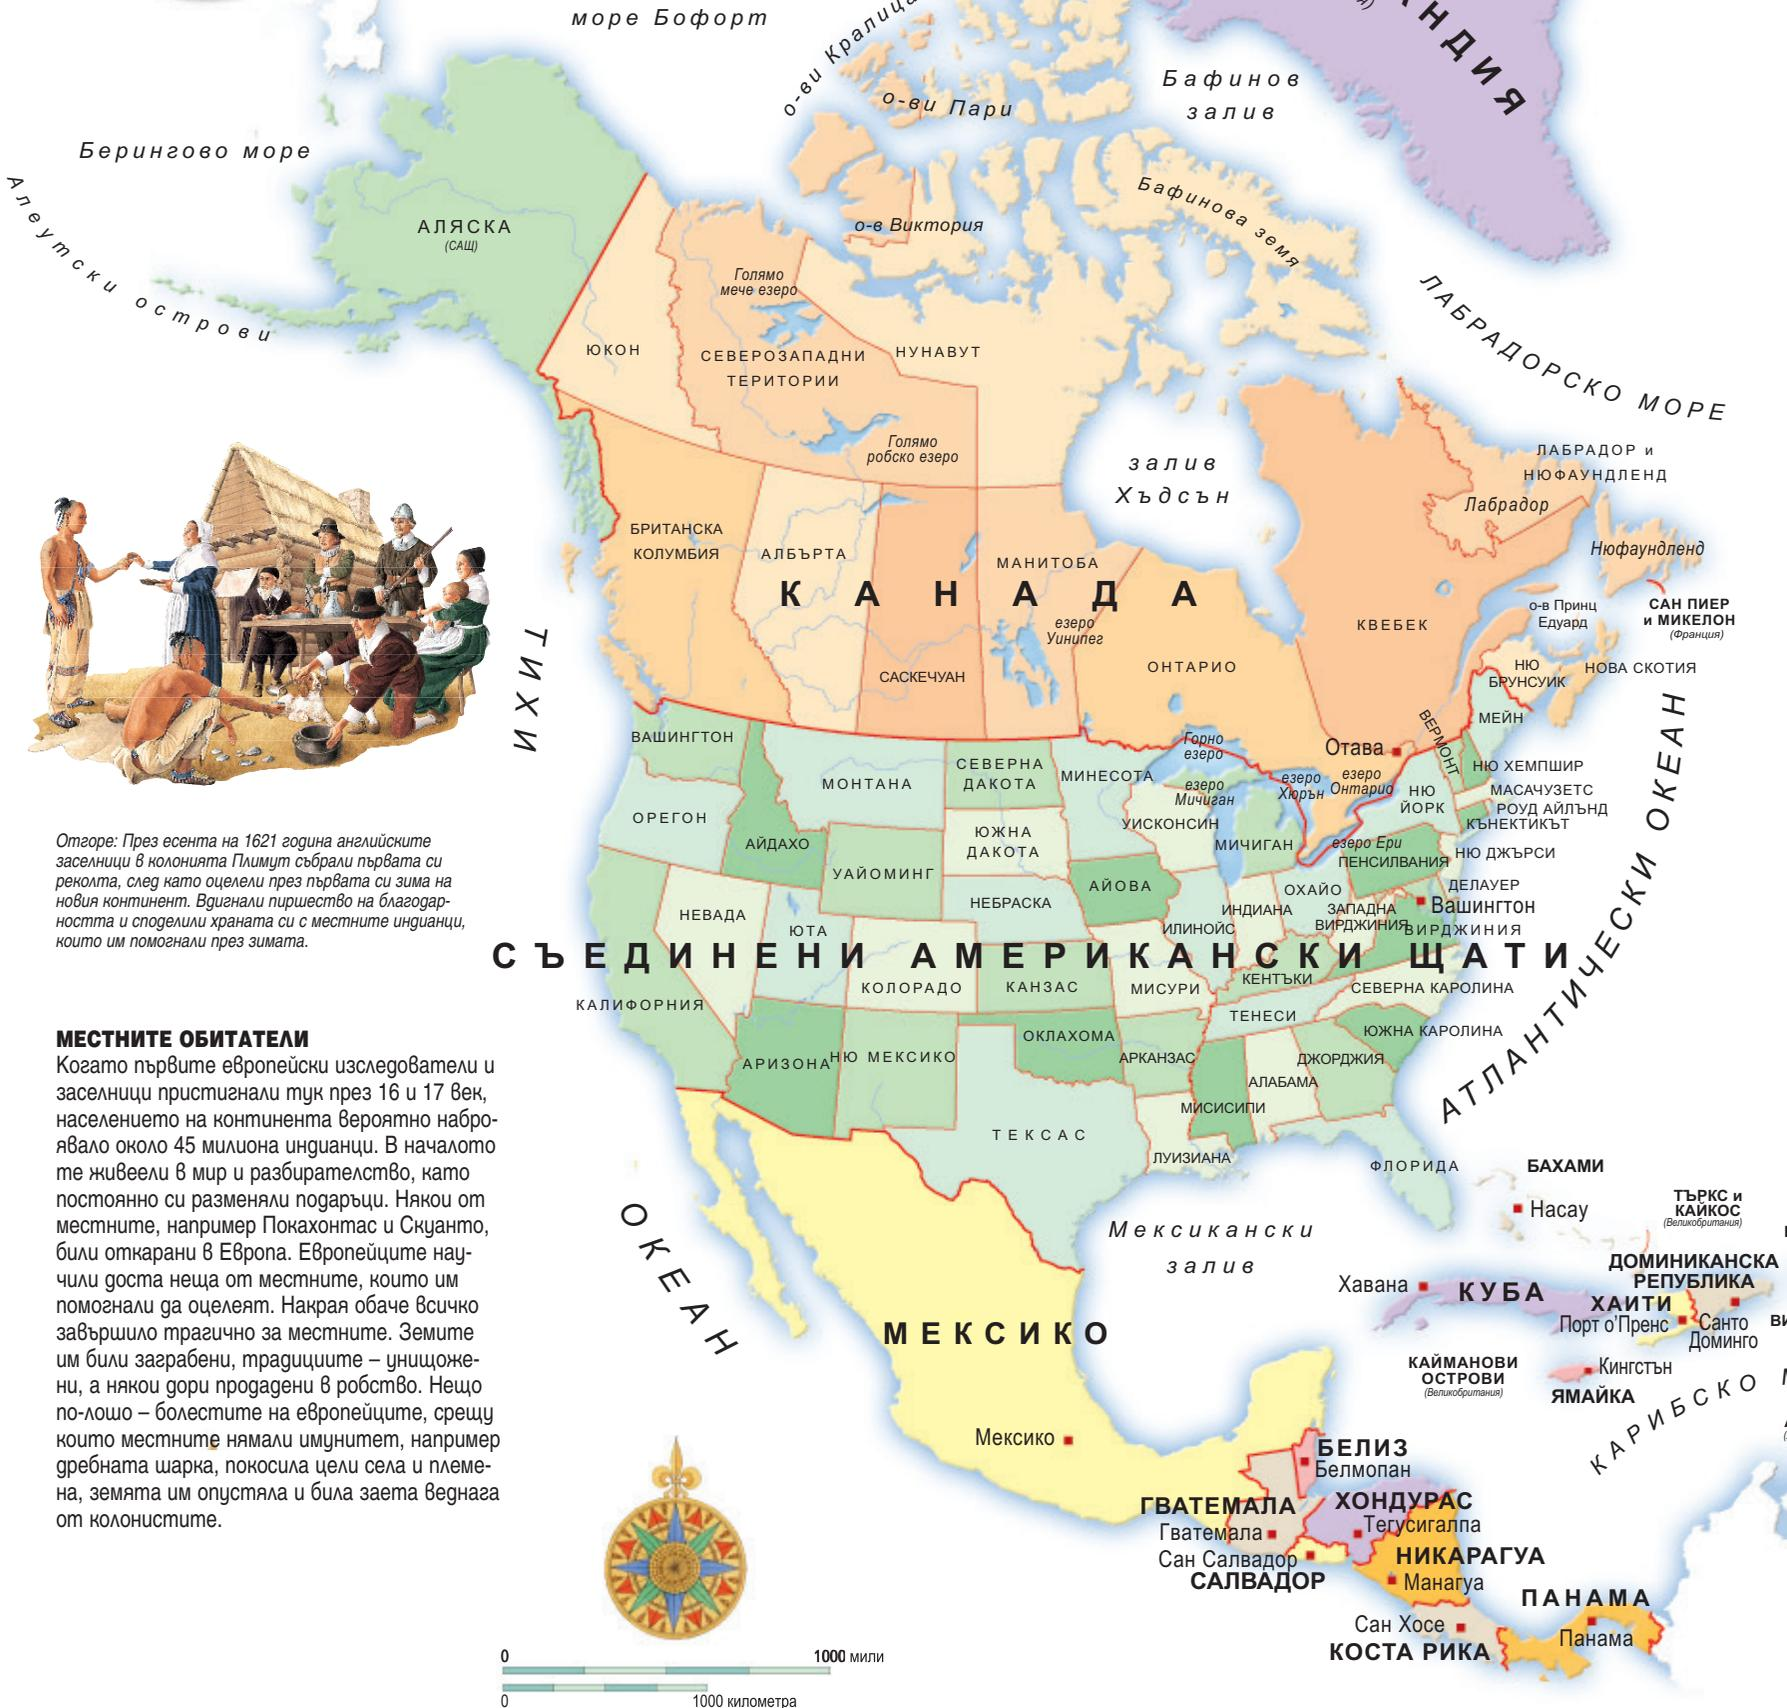 море Бофорт
о-ви Кралица
НДИЯ
Бафинов
залив
о-ви Пари
Берингово море
Алеутски острови
АЛЯСКА
(САЩ)
о-в Виктория
Бафинова земя
Голямо
мече езеро
ЛАБРАДОРСКО МОРЕ
ЮКОН
СЕВЕРОЗАПАДНИ
ТЕРИТОРИИ
НУНАВУТ
Голямо
робско езеро
залив
Хъдсън
ЛАБРАДОР и
НЮФАУНДЛЕНД
Лабрадор
Нюфаундленд
БРИТАНСКА
КОЛУМБИЯ
АЛБЪРТА
МАНИТОБА
КАНАДА
езеро
Уинипег
САСКЕЧУАН
ОНТАРИО
КВЕБЕК
о-в Принц
Едуард
САН ПИЕР
и МИКЕЛОН
(Франция)
НЮ
БРУНСУИК
НОВА СКОТИЯ
ТИХИ
ОКЕАН
АТЛАНТИЧЕСКИ ОКЕАН
ВАШИНГТОН
МОНТАНА
СЕВЕРНА
ДАКОТА
МИНЕСОТА
Горно
езеро
Отава
ВЕРМОНТ
МЕЙН
НЮ ХЕМПШИР
МАСАЧУЗЕТС
РОУД АЙЛЪНД
КЪНЕКТИКЪТ
НЮ
ЙОРК
езеро
Мичиган
езеро
Хюрън
езеро
Онтарио
ОРЕГОН
АЙДАХО
ЮЖНА
ДАКОТА
УИСКОНСИН
МИЧИГАН
езеро Ери
ПЕНСИЛВАНИЯ
НЮ ДЖЪРСИ
УАЙОМИНГ
АЙОВА
НЕБРАСКА
ОХАЙО
ДЕЛАУЕР
Вашингтон
НЕВАДА
ЮТА
ИЛИНОЙС
ИНДИАНА
ЗАПАДНА
ВИРДЖИНИЯ
ВИРДЖИНИЯ
СЪЕДИНЕНИ АМЕРИКАНСКИ ЩАТИ
КАЛИФОРНИЯ
КОЛОРАДО
КАНЗАС
МИСУРИ
КЕНТЪКИ
СЕВЕРНА КАРОЛИНА
ТЕНЕСИ
ЮЖНА КАРОЛИНА
АРИЗОНА
НЮ МЕКСИКО
ОКЛАХОМА
АРКАНЗАС
ДЖОРДЖИЯ
АЛАБАМА
МИСИСИПИ
ТЕКСАС
ЛУИЗИАНА
ФЛОРИДА
БАХАМИ
Насау
ТЪРКС и
КАЙКОС
(Великобритания)
Мексикански
залив
ДОМИНИКАНСКА
РЕПУБЛИКА
Хавана
КУБА
ХАИТИ
Порт о'Пренс
Санто
Доминго
МЕКСИКО
КАЙМАНОВИ
ОСТРОВИ
(Великобритания)
Кингстън
ЯМАЙКА
КАРИБСКО
Мексико
БЕЛИЗ
Белмопан
ГВАТЕМАЛА
Гватемала
ХОНДУРАС
Тегусигалпа
Сан Салвадор
САЛВАДОР
НИКАРАГУА
Манагуа
ПАНАМА
Панама
Сан Хосе
КОСТА РИКА
Отгоре: През есента на 1621 година английските
заселници в колонията Плимут събрали първата си
реколта, след като оцелели през първата си зима на
новия континент. Вдигнали пиршество на благодар-
ността и споделили храната си с местните индианци,
които им помогнали през зимата.
МЕСТНИТЕ ОБИТАТЕЛИ
Когато първите европейски изследователи и
заселници пристигнали тук през 16 и 17 век,
населението на континента вероятно набро-
явало около 45 милиона индианци. В началото
те живеели в мир и разбирателство, като
постоянно си разменяли подаръци. Някои от
местните, например Покахонтас и Скуанто,
били откарани в Европа. Европейците нау-
чили доста неща от местните, които им
помогнали да оцелеят. Накрая обаче всичко
завършило трагично за местните. Земите
им били заграбени, традициите – унищоже-
ни, а някои дори продадени в робство. Нещо
по-лошо – болестите на европейците, срещу
които местните нямали имунитет, например
дребната шарка, покосила цели села и племе-
на, земята им опустяла и била заета веднага
от колонистите.
0 1000 мили
0 1000 километра